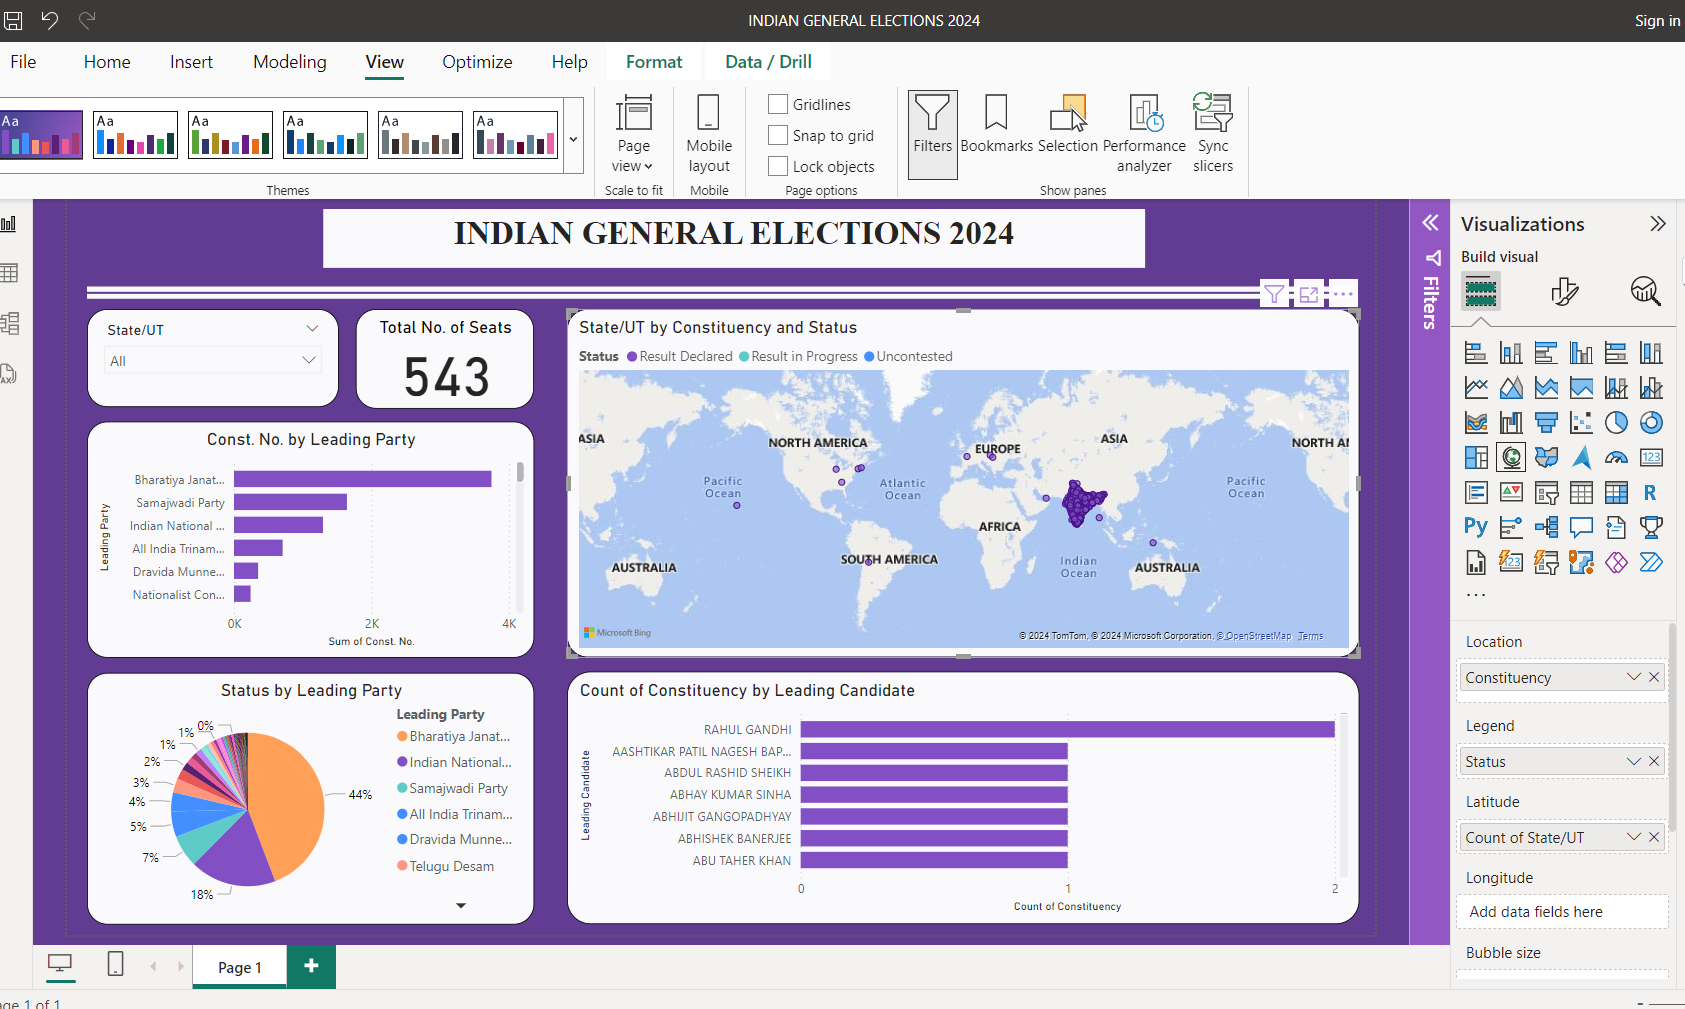 INDIAN GENERAL ELECTIONS 2024
Sign in
File Home Insert Modeling View Optimize Help Format Data / Drill
Aa Aa Aa Aa Aa Aa
Themes
Page view
Scale to fit
Mobile layout
Mobile
Gridlines
Snap to grid
Lock objects
Page options
Filters
Bookmarks
Selection
Performance analyzer
Sync slicers
Show panes
INDIAN GENERAL ELECTIONS 2024
State/UT
All
Total No. of Seats
543
Const. No. by Leading Party
Leading Party
Bharatiya Janat...
Samajwadi Party
Indian National ...
All India Trinam...
Dravida Munne...
Nationalist Con...
0K 2K 4K
Sum of Const. No.
State/UT by Constituency and Status
Status Result Declared Result in Progress Uncontested
ASIA
NORTH AMERICA
EUROPE
ASIA
NORTH AI
Pacific Ocean
Atlantic Ocean
Pacific Ocean
AFRICA
SOUTH AMERICA
AUSTRALIA
Indian Ocean
AUSTRALIA
Microsoft Bing
© 2024 TomTom, © 2024 Microsoft Corporation, © OpenStreetMap Terms
Status by Leading Party
0%
1%
1%
2%
3%
4%
5%
7%
18%
44%
Leading Party
Bharatiya Janat...
Indian National...
Samajwadi Party
All India Trinam...
Dravida Munne...
Telugu Desam
Count of Constituency by Leading Candidate
Leading Candidate
RAHUL GANDHI
AASHTIKAR PATIL NAGESH BAP...
ABDUL RASHID SHEIKH
ABHAY KUMAR SINHA
ABHIJIT GANGOPADHYAY
ABHISHEK BANERJEE
ABU TAHER KHAN
0 1 2
Count of Constituency
Filters
Visualizations
Build visual
123
R
Py
123
...
Location
Constituency
Legend
Status
Latitude
Count of State/UT
Longitude
Add data fields here
Bubble size
Page 1
age 1 of 1